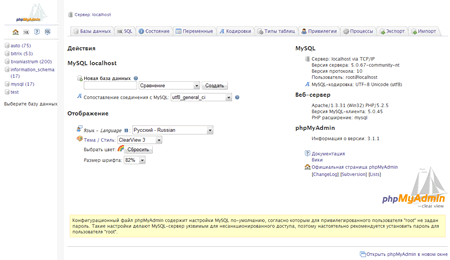 phpMyAdmin
auto (75)
bitrix (53)
bivainostrum (200)
information_schema
(17)
mysql (17)
test
Выберите базу данных
Сервер: localhost
Базы данных SQL Состояние Переменные Кодировки Типы таблиц Привилегии Процессы Экспорт Импорт
Действия
MySQL localhost
Новая база данных
Сравнение Создать
Сопоставление соединения с MySQL: utf8_general_ci
Отображение
Язык - Language : Русский - Russian
Тема / Стиль: ClearView 3
Выбрать цвет: Сбросить
Размер шрифта: 82%
MySQL
Сервер: localhost via TCP/IP
Версия сервера: 5.0.67-community-nt
Версия протокола: 10
Пользователь: root@localhost
MySQL-кодировка: UTF-8 Unicode (utf8)
Веб-сервер
Apache/1.3.31 (Win32) PHP/5.2.5
Версия MySQL-клиента: 5.0.45
PHP расширение: mysql
phpMyAdmin
Информация о версии: 3.1.3
Документация
Вики
Официальная страница phpMyAdmin
[ChangeLog] [Subversion] [Lists]
phpMyAdmin
clear view
Конфигурационный файл phpMyAdmin содержит настройки MySQL по-умолчанию, согласно которым для привилегированного пользователя "root" не задан
пароль. Такие настройки делают MySQL-сервер уязвимым для несанкционированного доступа, поэтому настоятельно рекомендуется установить пароль для
пользователя "root".
Открыть phpMyAdmin в новом окне